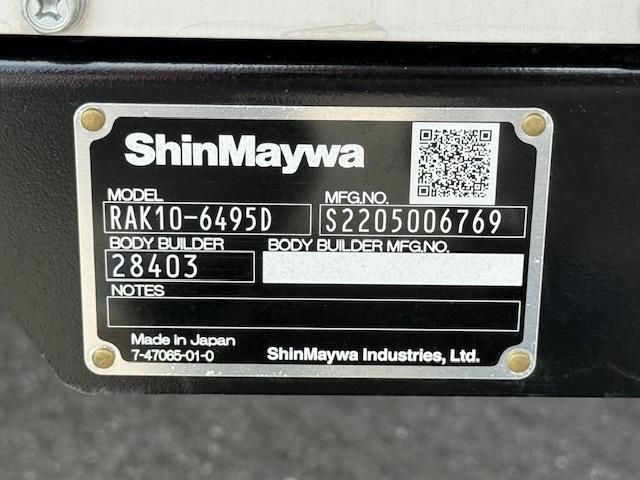 ShinMaywa
MODEL MFG.NO.
RAK10-6495D S2205006769
BODY BUILDER BODY BUILDER MFG.NO.
28403
NOTES
Made in Japan
7-47065-01-0 ShinMaywa Industries, Ltd.